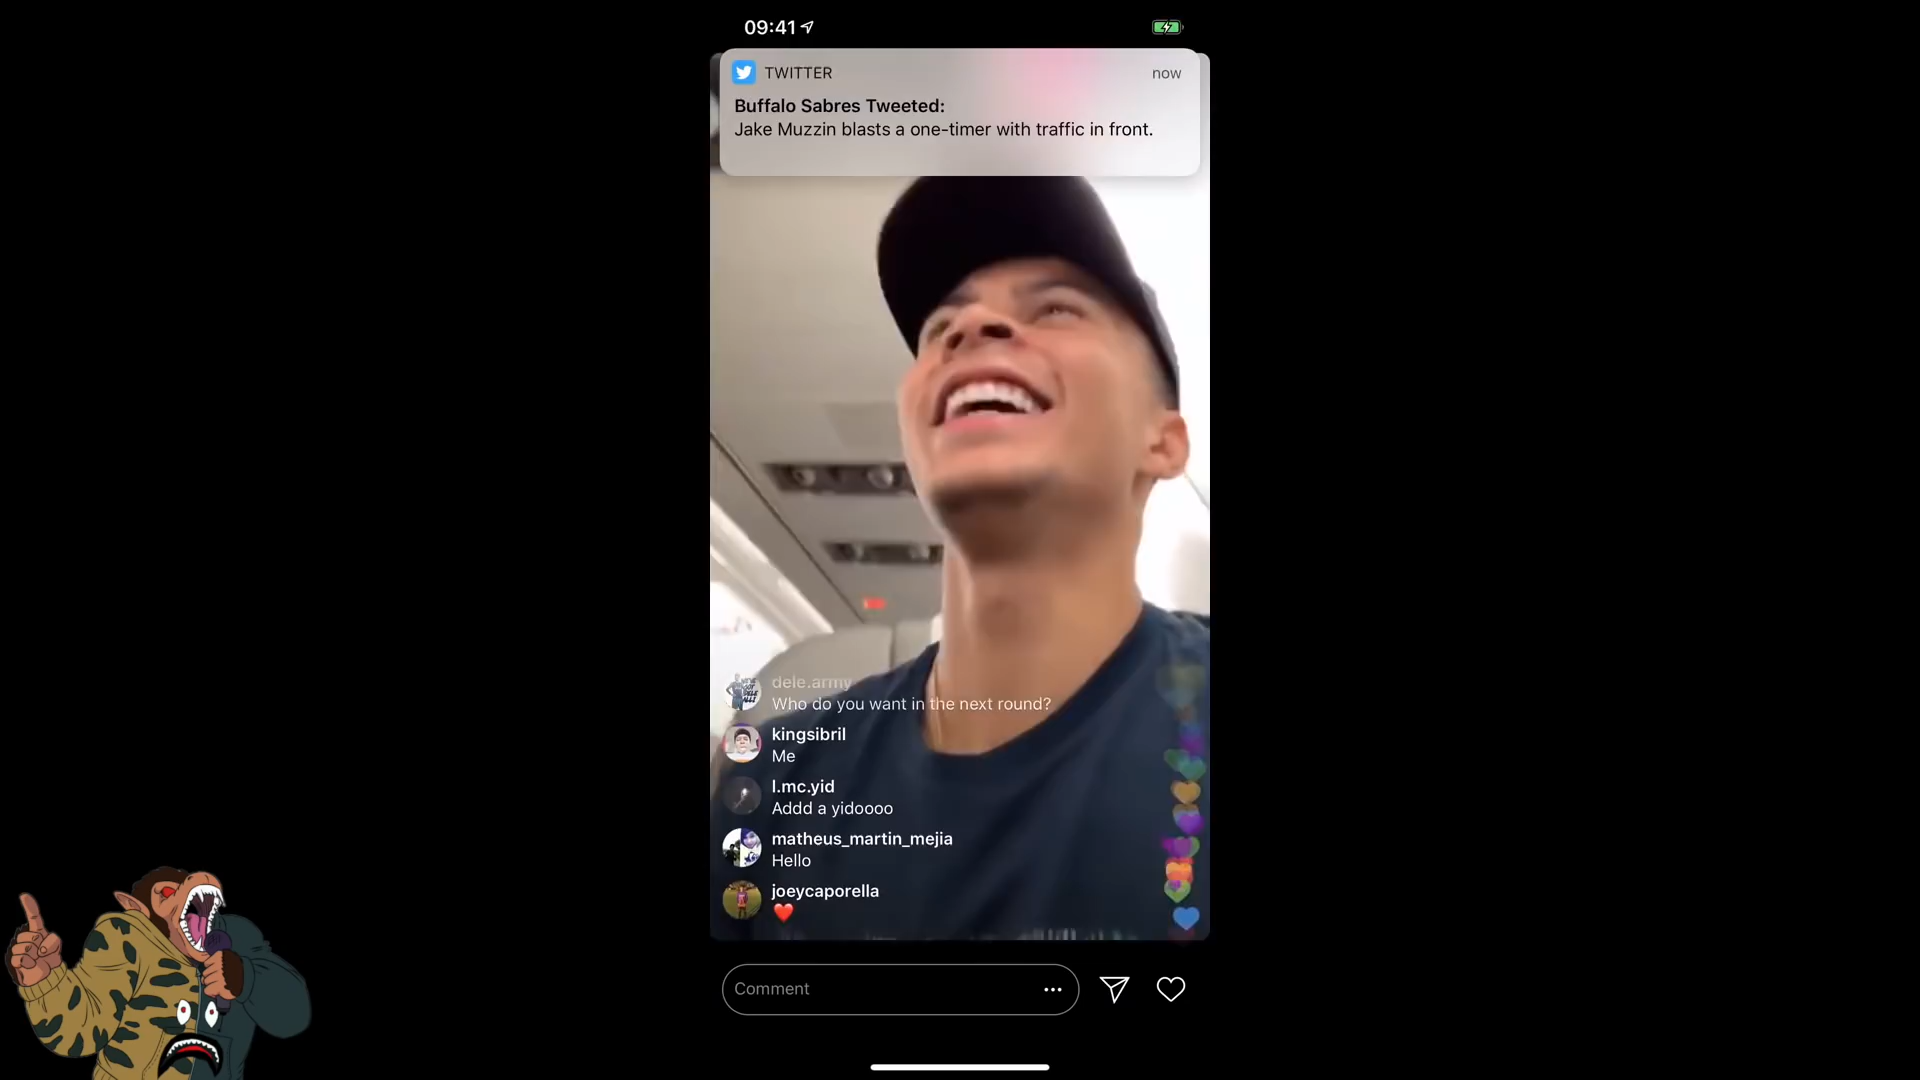 09:41
TWITTER
now
Buffalo Sabres Tweeted:
Jake Muzzin blasts a one-timer with traffic in front.
dele.army
Who do you want in the next round?
kingsibril
Me
l.mc.yid
Addd a yidoooo
matheus_martin_mejia
Hello
joeycaporella
❤️
Comment